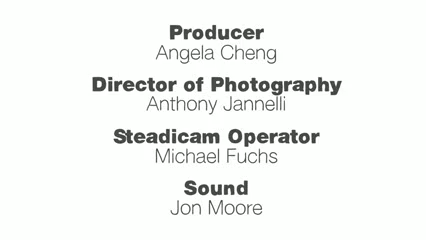 Producer
Angela Cheng
Director of Photography
Anthony Jannelli
Steadicam Operator
Michael Fuchs
Sound
Jon Moore